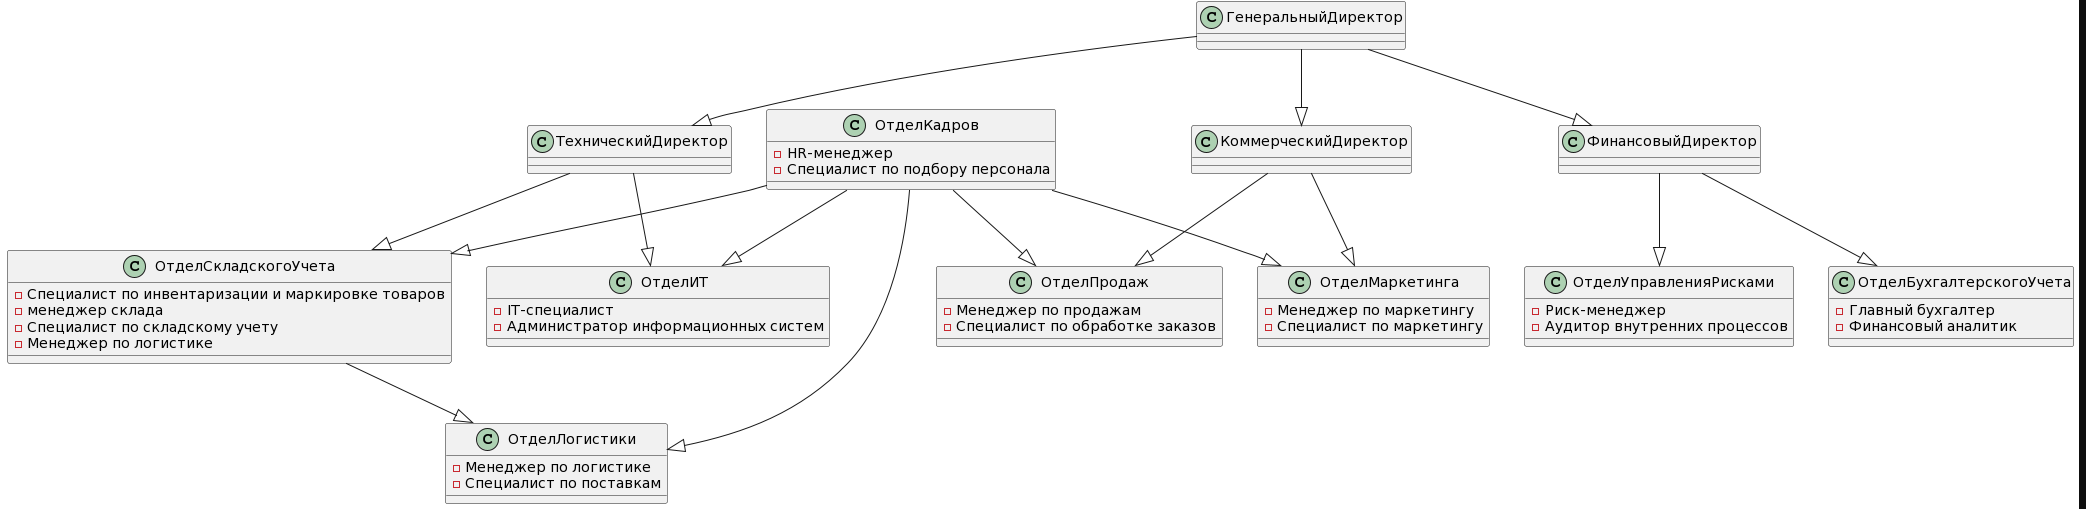 C ГенеральныйДиректор
C ТехническийДиректор
C ОтделКадров
HR-менеджер
Специалист по подбору персонала
C КоммерческийДиректор
C ФинансовыйДиректор
C ОтделСкладскогоУчета
Специалист по инвентаризации и маркировке товаров
менеджер склада
Специалист по складскому учету
Менеджер по логистике
C ОтделИТ
IT-специалист
Администратор информационных систем
C ОтделПродаж
Менеджер по продажам
Специалист по обработке заказов
C ОтделМаркетинга
Менеджер по маркетингу
Специалист по маркетингу
C ОтделУправленияРисками
Риск-менеджер
Аудитор внутренних процессов
C ОтделБухгалтерскогоУчета
Главный бухгалтер
Финансовый аналитик
C ОтделЛогистики
Менеджер по логистике
Специалист по поставкам